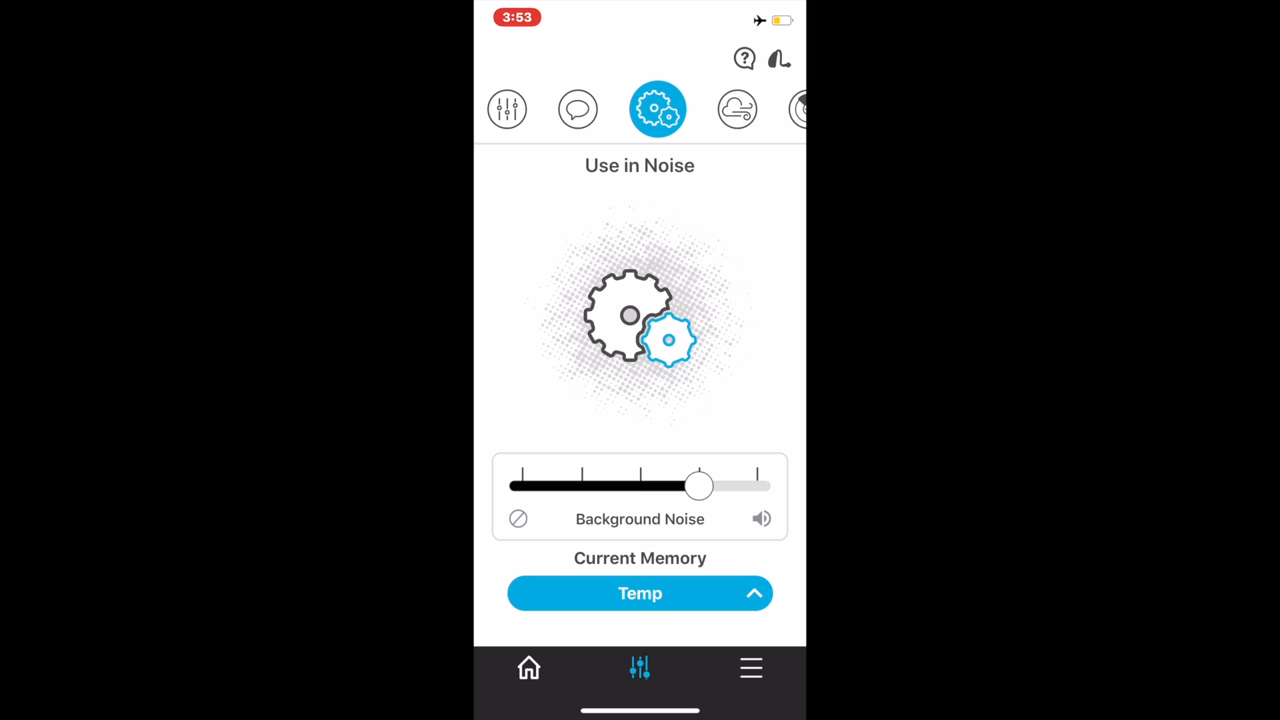 3:53
Use in Noise
Background Noise
Current Memory
Temp